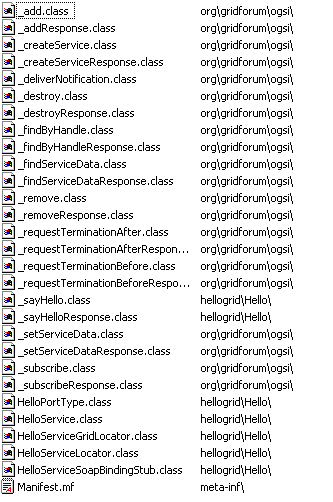 _add.class org\gridforum\ogsi\
_addResponse.class org\gridforum\ogsi\
_createService.class org\gridforum\ogsi\
_createServiceResponse.class org\gridforum\ogsi\
_deliverNotification.class org\gridforum\ogsi\
_destroy.class org\gridforum\ogsi\
_destroyResponse.class org\gridforum\ogsi\
_findByHandle.class org\gridforum\ogsi\
_findByHandleResponse.class org\gridforum\ogsi\
_findServiceData.class org\gridforum\ogsi\
_findServiceDataResponse.class org\gridforum\ogsi\
_remove.class org\gridforum\ogsi\
_removeResponse.class org\gridforum\ogsi\
_requestTerminationAfter.class org\gridforum\ogsi\
_requestTerminationAfterRespon... org\gridforum\ogsi\
_requestTerminationBefore.class org\gridforum\ogsi\
_requestTerminationBeforeRespo... org\gridforum\ogsi\
_sayHello.class hellogrid\Hello\
_sayHelloResponse.class hellogrid\Hello\
_setServiceData.class org\gridforum\ogsi\
_setServiceDataResponse.class org\gridforum\ogsi\
_subscribe.class org\gridforum\ogsi\
_subscribeResponse.class org\gridforum\ogsi\
HelloPortType.class hellogrid\Hello\
HelloService.class hellogrid\Hello\
HelloServiceGridLocator.class hellogrid\Hello\
HelloServiceLocator.class hellogrid\Hello\
HelloServiceSoapBindingStub.class hellogrid\Hello\
Manifest.mf meta-inf\